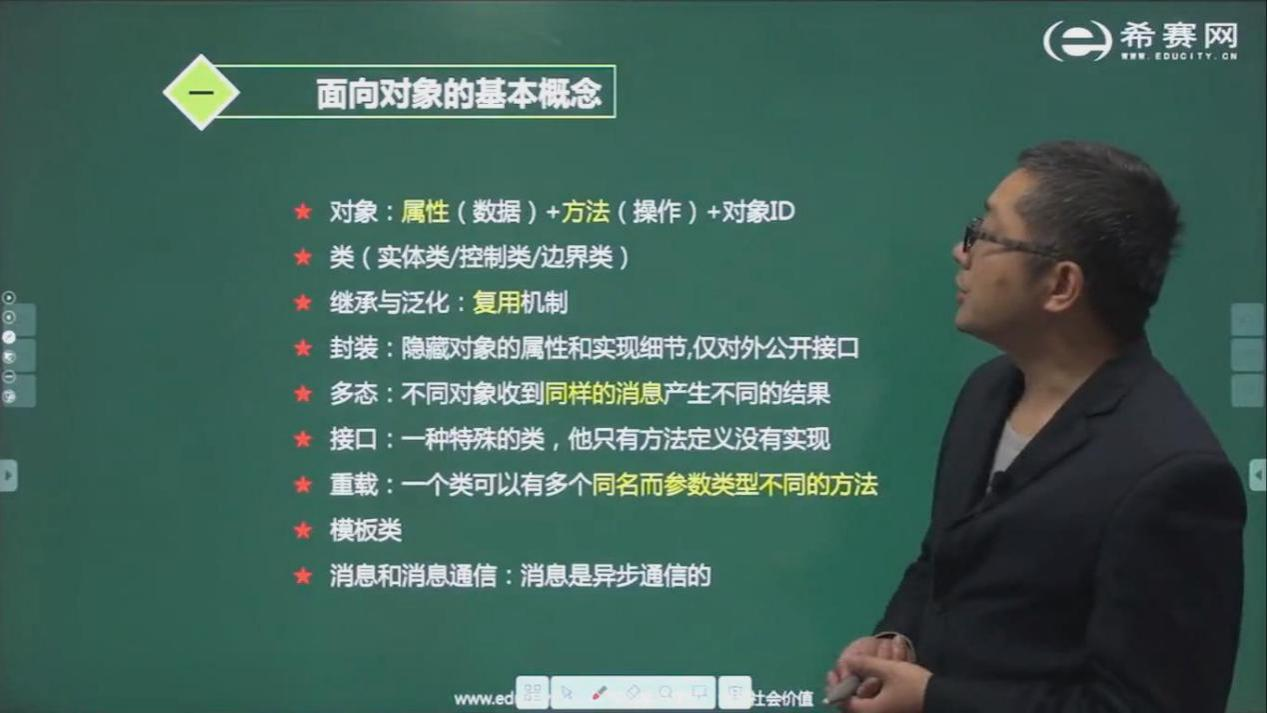 希赛网
WWW.EDUCITY.CN
一
面向对象的基本概念
对象：属性（数据）+方法（操作）+对象ID
类（实体类/控制类/边界类）
继承与泛化：复用机制
封装：隐藏对象的属性和实现细节,仅对外公开接口
多态：不同对象收到同样的消息产生不同的结果
接口：一种特殊的类，他只有方法定义没有实现
重载：一个类可以有多个同名而参数类型不同的方法
模板类
消息和消息通信：消息是异步通信的
社会价值